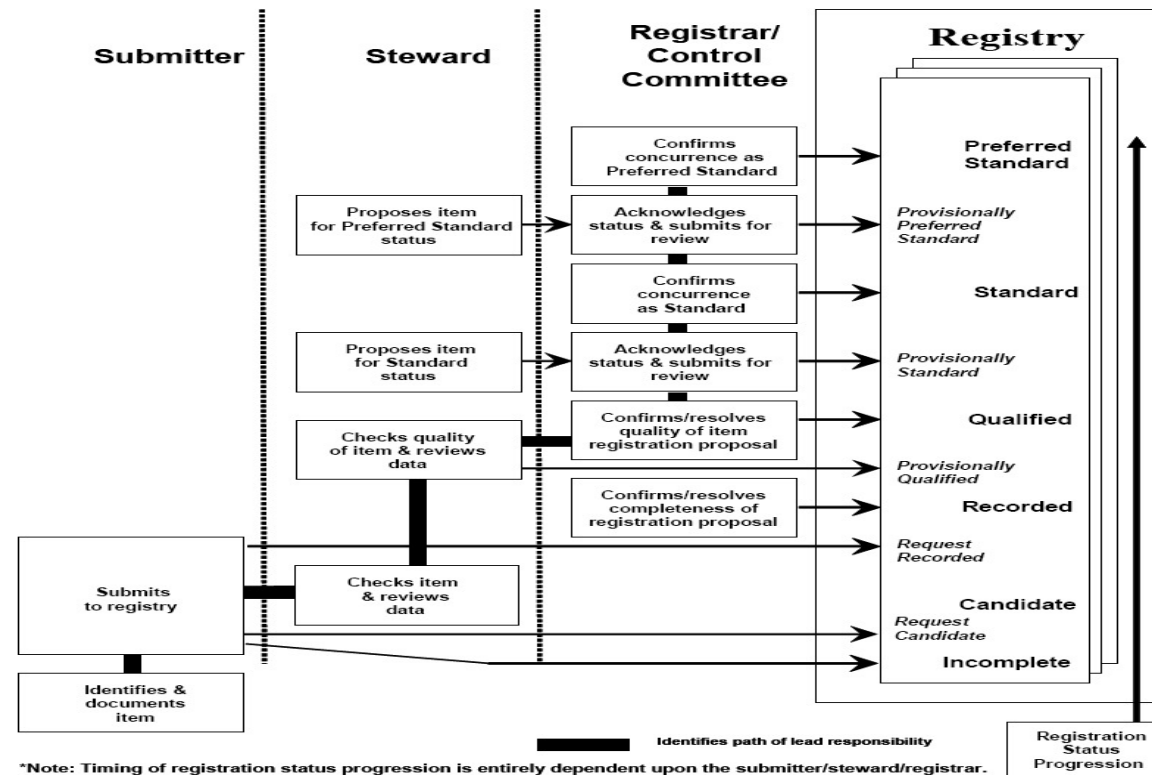 Submitter
Steward
Registrar/
Control
Committee
Registry
Confirms
concurrence as
Preferred Standard
Preferred
Standard
Proposes item
for Preferred Standard
status
Acknowledges
status & submits for
review
Provisionally
Preferred
Standard
Confirms
concurrence
as Standard
Standard
Proposes item
for Standard
status
Acknowledges
status & submits for
review
Provisionally
Standard
Checks quality
of item & reviews
data
Confirms/resolves
quality of item
registration proposal
Qualified
Provisionally
Qualified
Confirms/resolves
completeness of
registration proposal
Recorded
Request
Recorded
Submits
to registry
Checks item
& reviews
data
Candidate
Request
Candidate
Incomplete
Identifies &
documents
item
Identifies path of lead responsibility
Registration
Status
Progression
*Note: Timing of registration status progression is entirely dependent upon the submitter/steward/registrar.